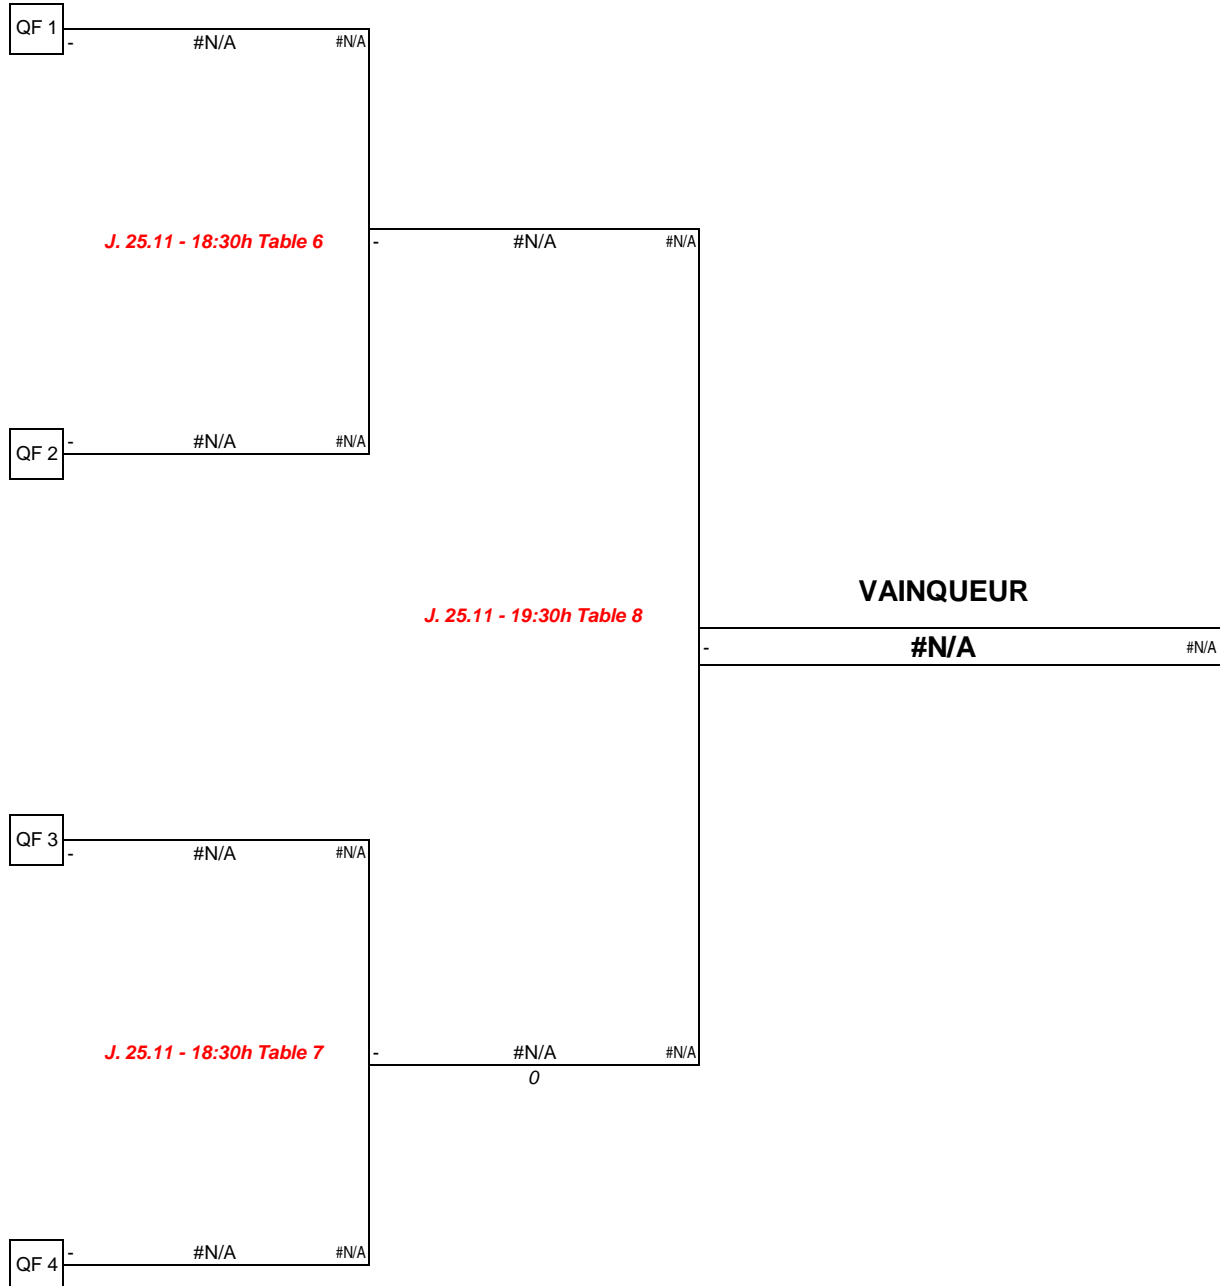 QF 1
- #N/A #N/A
J. 25.11 - 18:30h Table 6
- #N/A #N/A
QF 2
- #N/A #N/A
VAINQUEUR
J. 25.11 - 19:30h Table 8
- #N/A #N/A
QF 3
- #N/A #N/A
J. 25.11 - 18:30h Table 7
- #N/A #N/A
0
QF 4
- #N/A #N/A